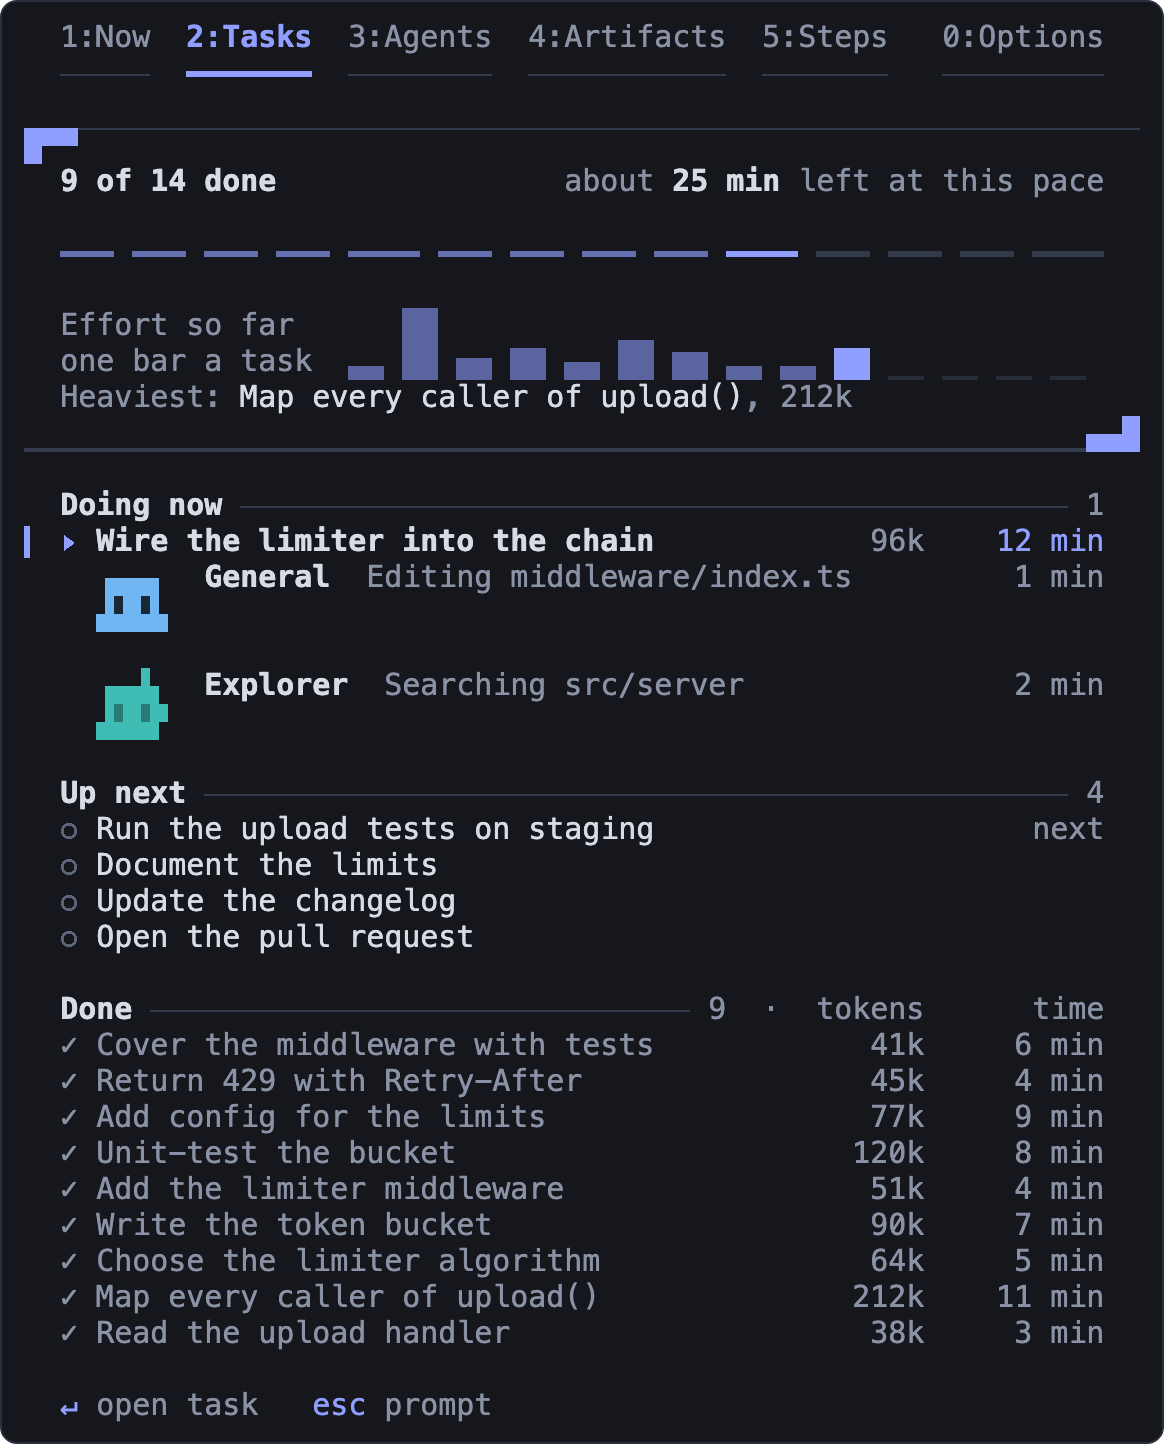 1:Now 2:Tasks 3:Agents 4:Artifacts 5:Steps 0:Options
9 of 14 done about 25 min left at this pace
Effort so far
one bar a task
Heaviest: Map every caller of upload(), 212k
Doing now 1
▸ Wire the limiter into the chain 96k 12 min
General Editing middleware/index.ts 1 min
Explorer Searching src/server 2 min
Up next 4
○ Run the upload tests on staging next
○ Document the limits
○ Update the changelog
○ Open the pull request
Done 9 · tokens time
✓ Cover the middleware with tests 41k 6 min
✓ Return 429 with Retry-After 45k 4 min
✓ Add config for the limits 77k 9 min
✓ Unit-test the bucket 120k 8 min
✓ Add the limiter middleware 51k 4 min
✓ Write the token bucket 90k 7 min
✓ Choose the limiter algorithm 64k 5 min
✓ Map every caller of upload() 212k 11 min
✓ Read the upload handler 38k 3 min
↵ open task esc prompt